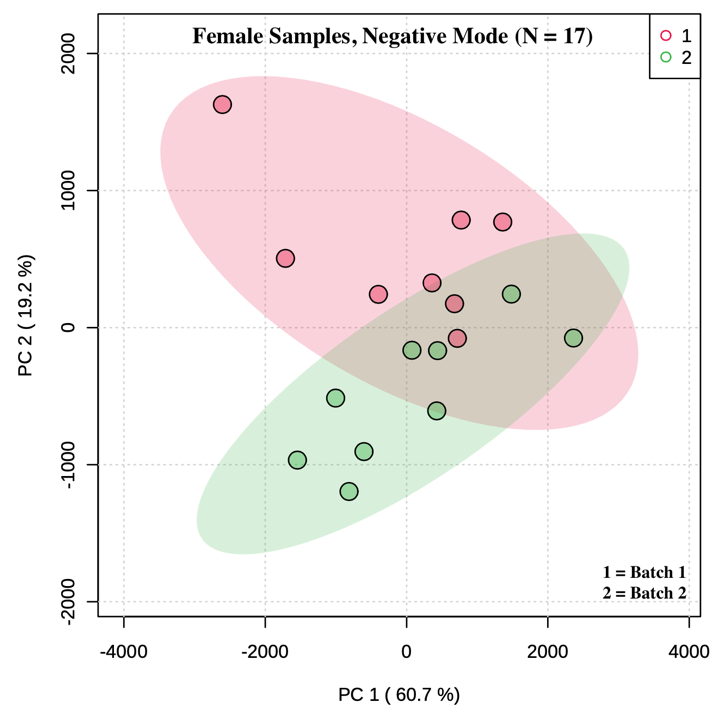 Female Samples, Negative Mode (N = 17)
1
2
2000
1000
0
-1000
-2000
PC 2 ( 19.2 %)
1 = Batch 1
2 = Batch 2
-4000
-2000
0
2000
4000
PC 1 ( 60.7 %)